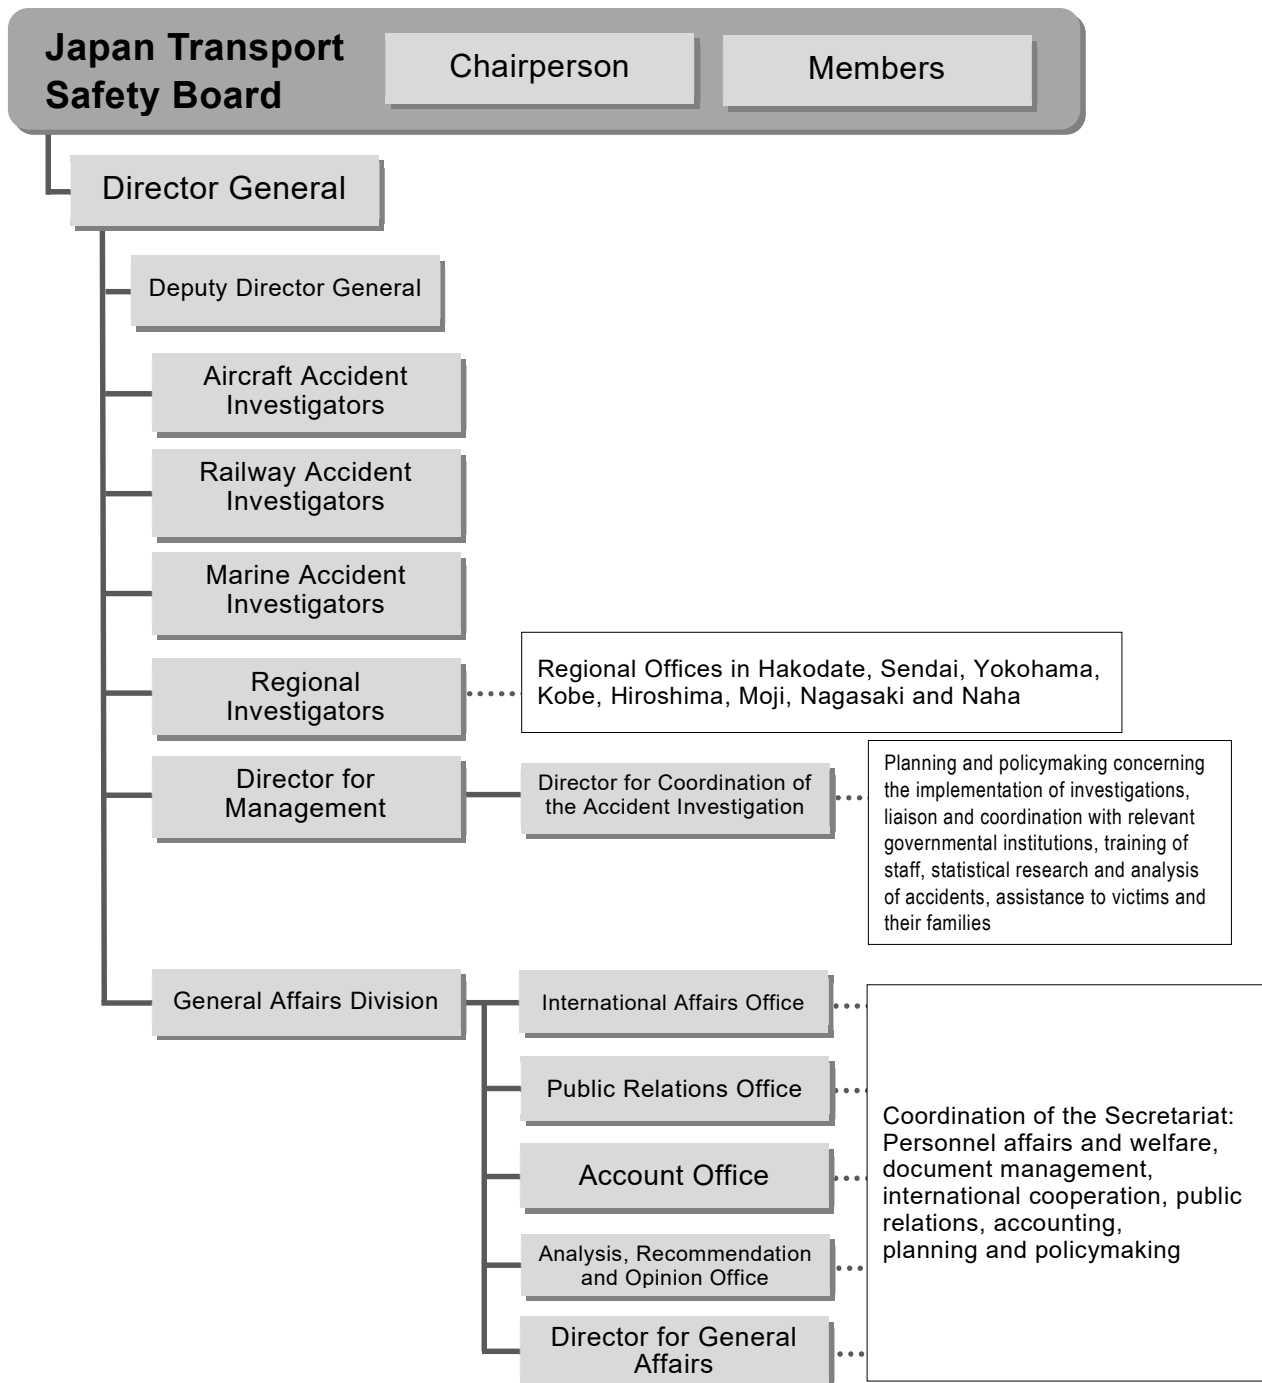 Japan Transport
Safety Board
Chairperson
Members
Director General
Deputy Director General
Aircraft Accident
Investigators
Railway Accident
Investigators
Marine Accident
Investigators
Regional
Investigators
Regional Offices in Hakodate, Sendai, Yokohama,
Kobe, Hiroshima, Moji, Nagasaki and Naha
Director for
Management
Director for Coordination of
the Accident Investigation
Planning and policymaking concerning
the implementation of investigations,
liaison and coordination with relevant
governmental institutions, training of
staff, statistical research and analysis
of accidents, assistance to victims and
their families
General Affairs Division
International Affairs Office
Public Relations Office
Account Office
Analysis, Recommendation
and Opinion Office
Director for General
Affairs
Coordination of the Secretariat:
Personnel affairs and welfare,
document management,
international cooperation, public
relations, accounting,
planning and policymaking